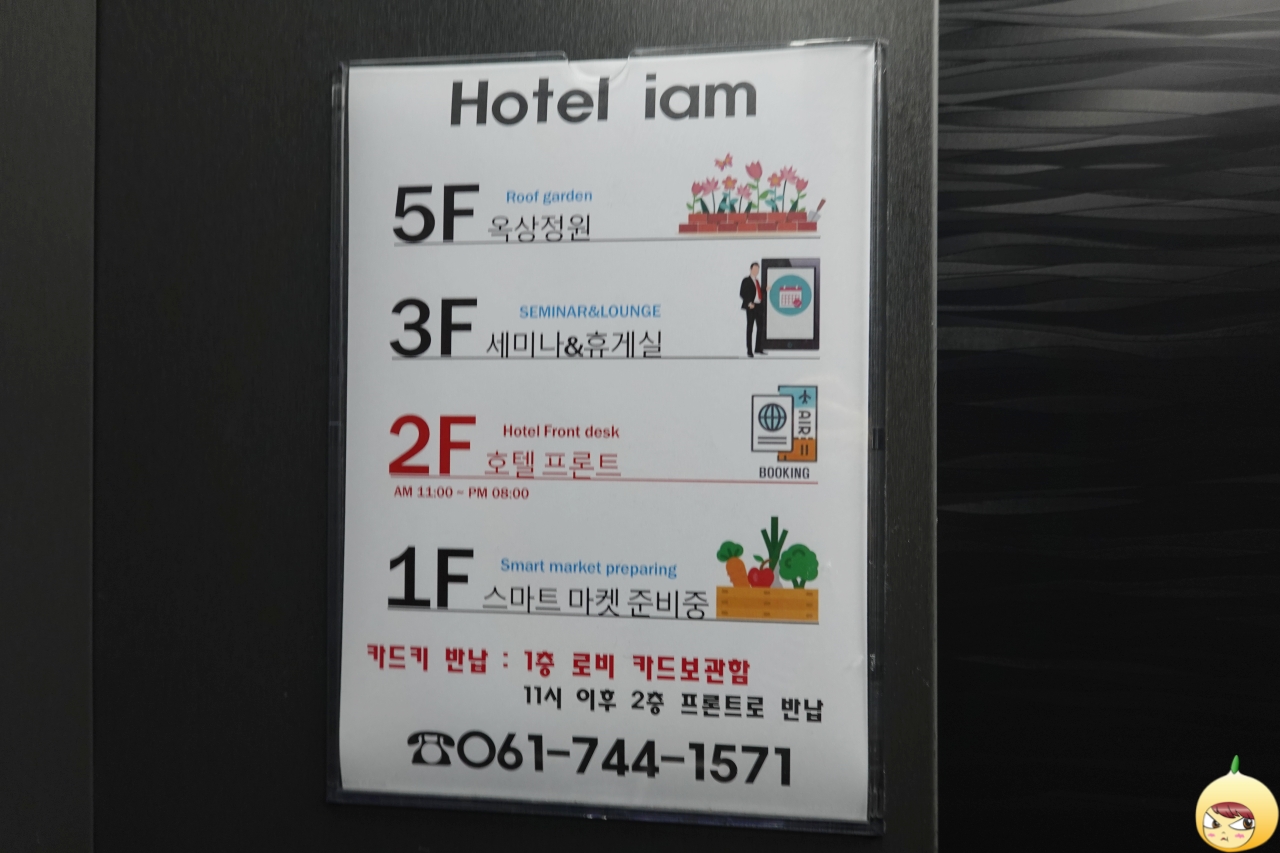 Hotel iam
5F Roof garden
옥상정원
3F SEMINAR&LOUNGE
세미나&휴게실
2F Hotel Front desk
호텔 프론트
AIR
BOOKING
AM 11:00 ~ PM 08:00
1F Smart market preparing
스마트 마켓 준비중
카드키 반납 : 1층 로비 카드보관함
11시 이후 2층 프론트로 반납
☎061-744-1571